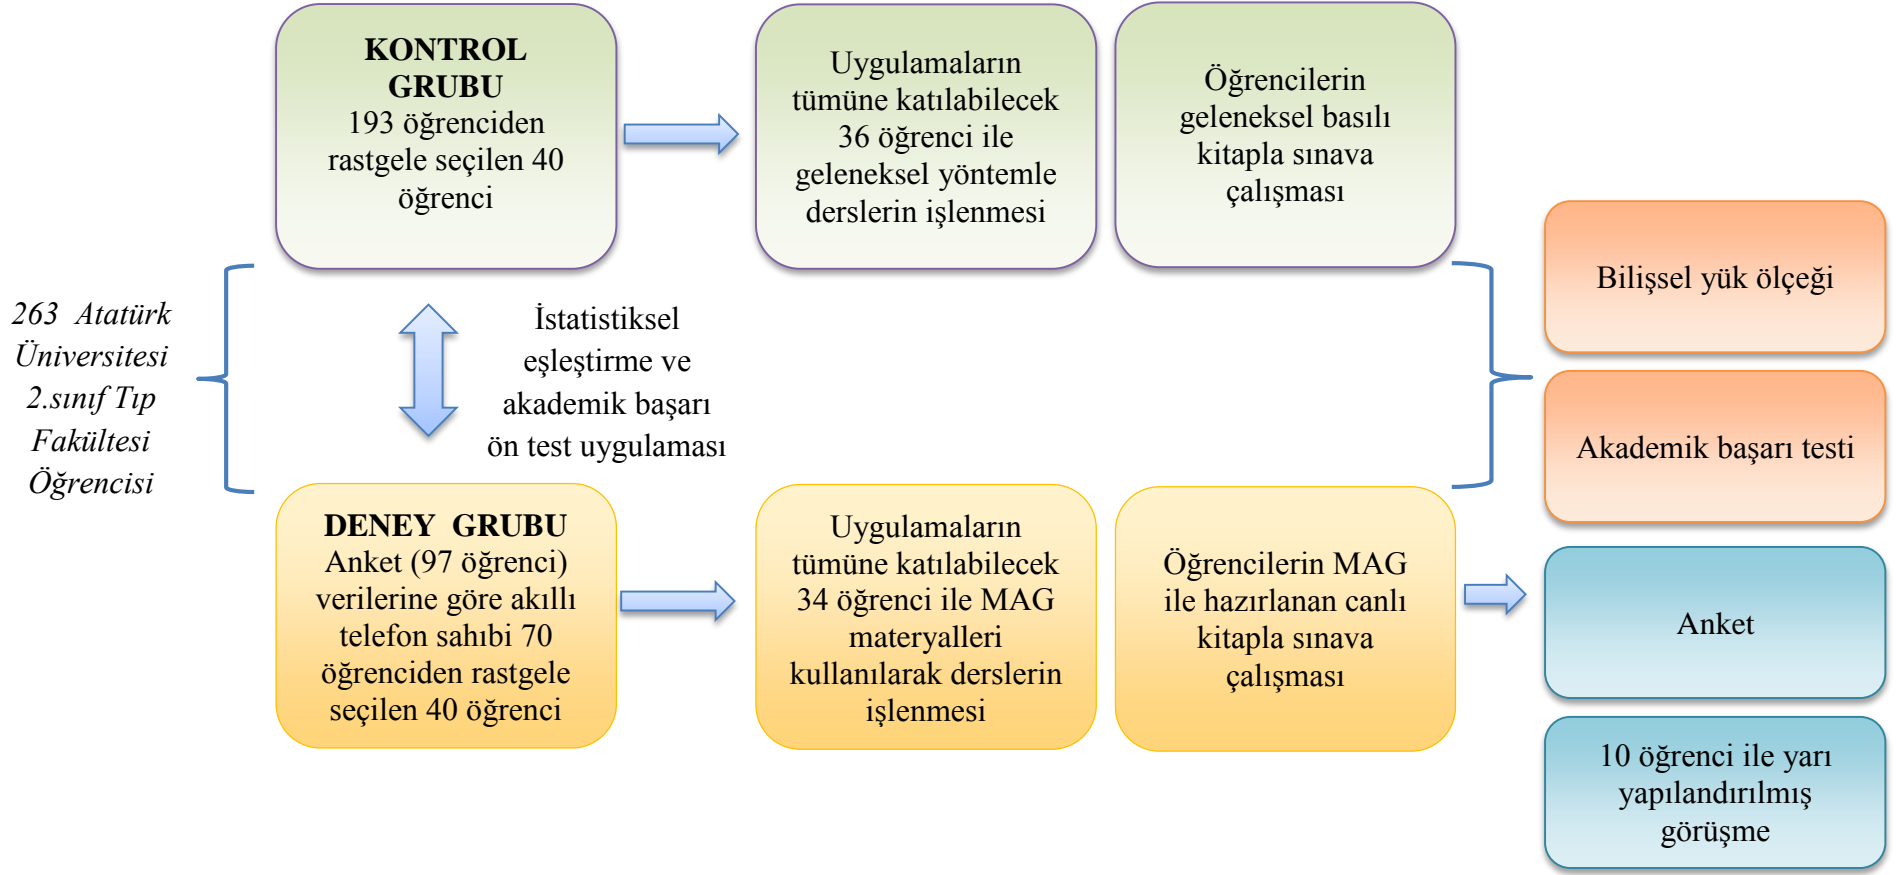 263 Atatürk
Üniversitesi
2.sınıf Tıp
Fakültesi
Öğrencisi
KONTROL
GRUBU
193 öğrenciden
rastgele seçilen 40
öğrenci
Uygulamaların
tümüne katılabilecek
36 öğrenci ile
geleneksel yöntemle
derslerin işlenmesi
Öğrencilerin
geleneksel basılı
kitapla sınava
çalışması
İstatistiksel
eşleştirme ve
akademik başarı
ön test uygulaması
DENEY GRUBU
Anket (97 öğrenci)
verilerine göre akıllı
telefon sahibi 70
öğrenciden rastgele
seçilen 40 öğrenci
Uygulamaların
tümüne katılabilecek
34 öğrenci ile MAG
materyalleri
kullanılarak derslerin
işlenmesi
Öğrencilerin MAG
ile hazırlanan canlı
kitapla sınava
çalışması
Bilişsel yük ölçeği
Akademik başarı testi
Anket
10 öğrenci ile yarı
yapılandırılmış
görüşme